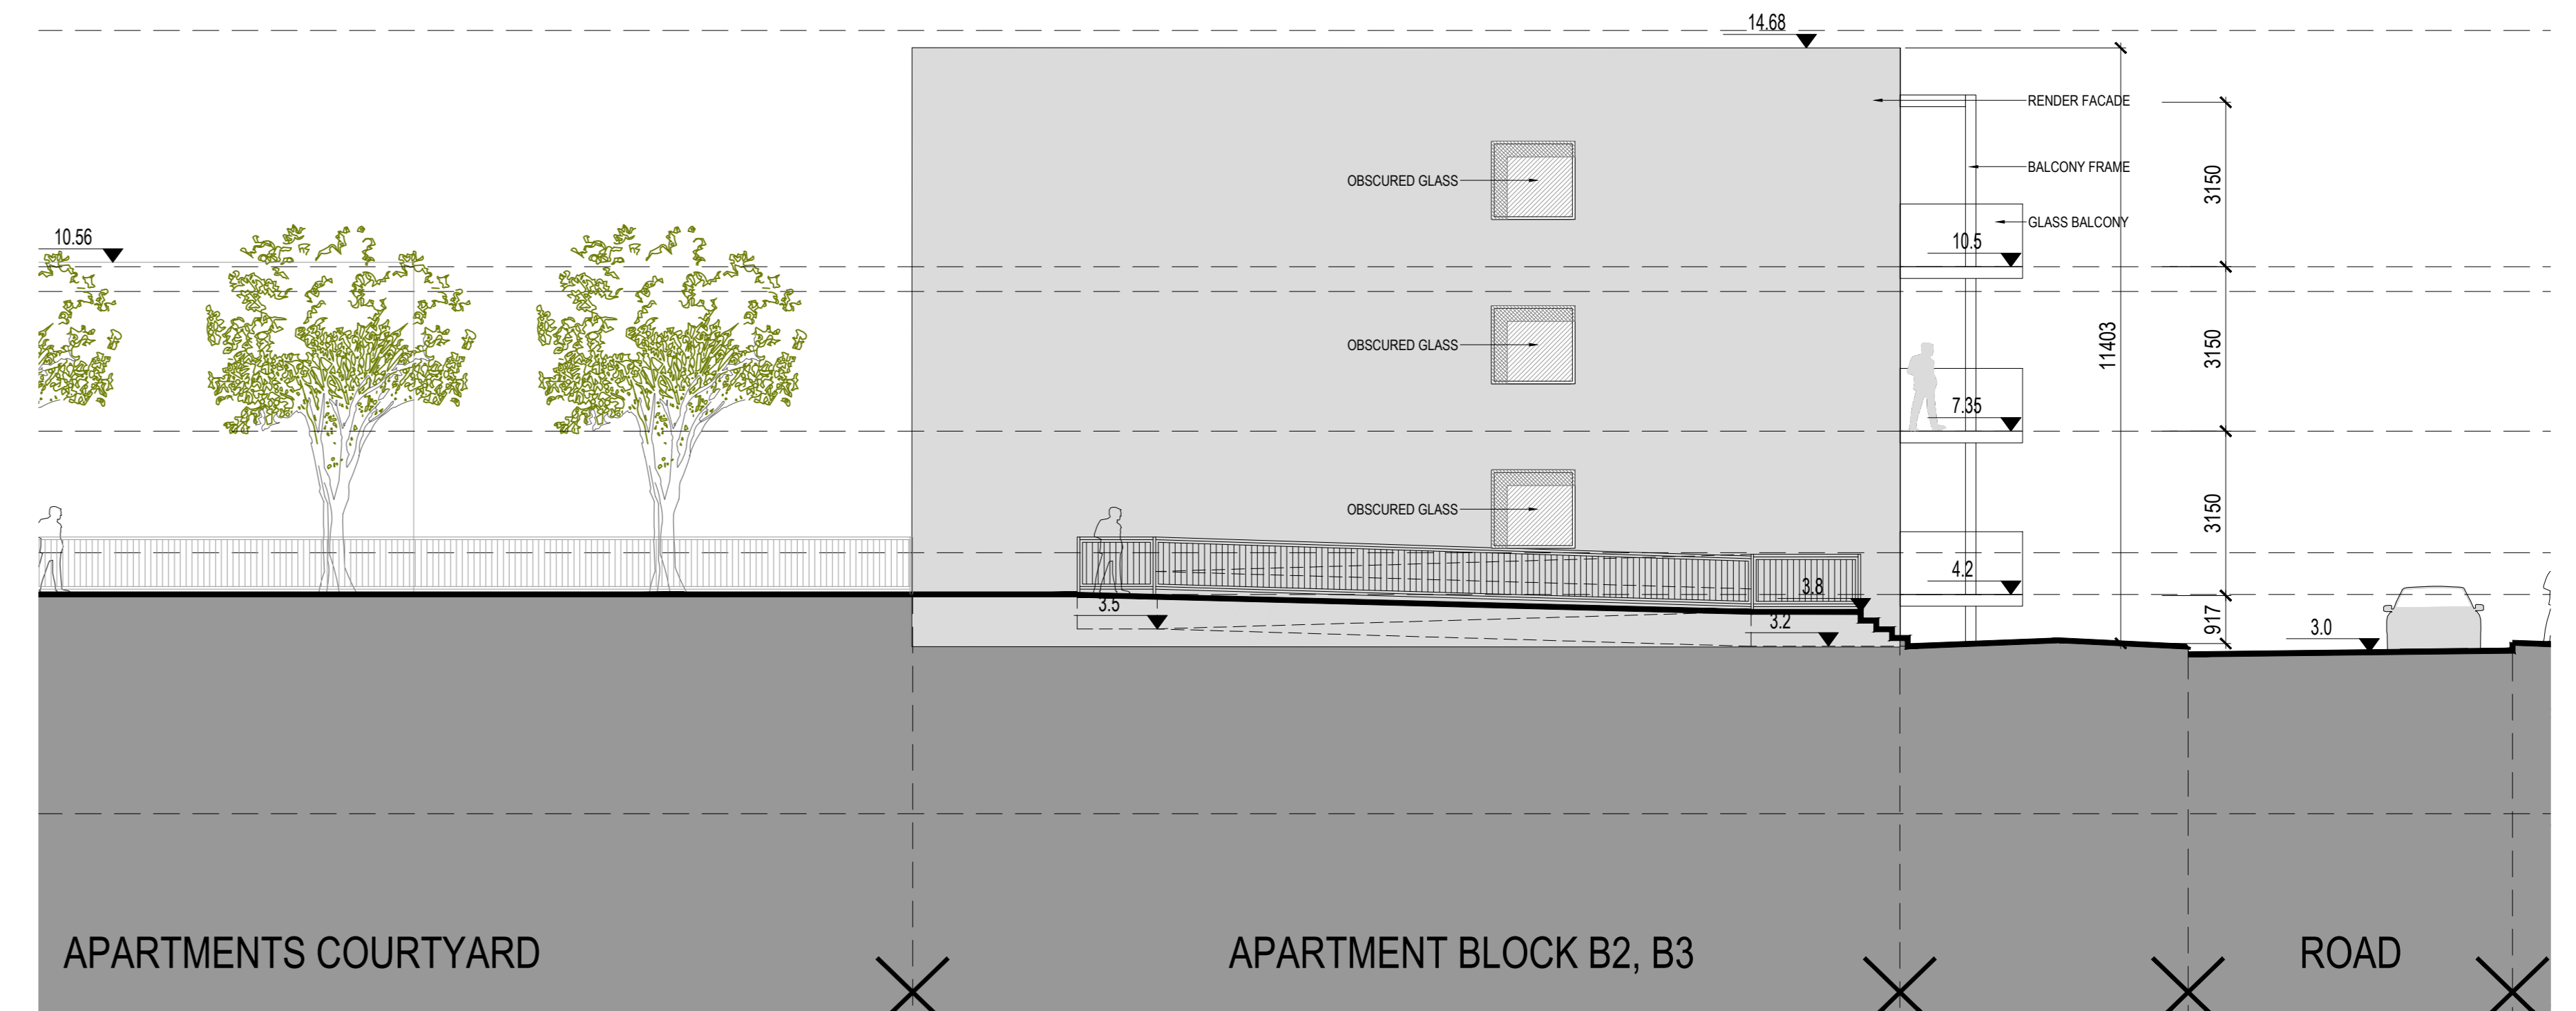 14.68
RENDER FACADE
BALCONY FRAME
OBSCURED GLASS
3150
GLASS BALCONY
10.56
10.5
OBSCURED GLASS
11403
3150
7.35
OBSCURED GLASS
3150
4.2
3.8
3.5
3.2
917
3.0
APARTMENTS COURTYARD
APARTMENT BLOCK B2, B3
ROAD